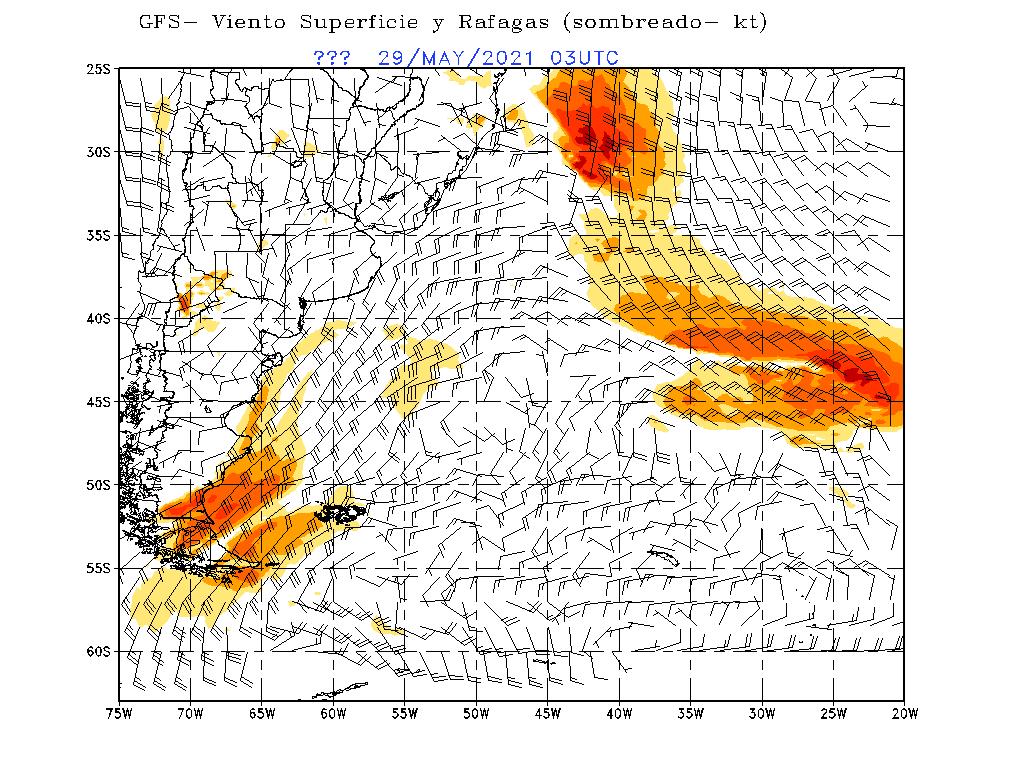 GFS− Viento Superficie y Rafagas (sombreado− kt)
??? 29/MAY/2021 03UTC
25S
30S
35S
40S
45S
50S
55S
60S
75W 70W 65W 60W 55W 50W 45W 40W 35W 30W 25W 20W